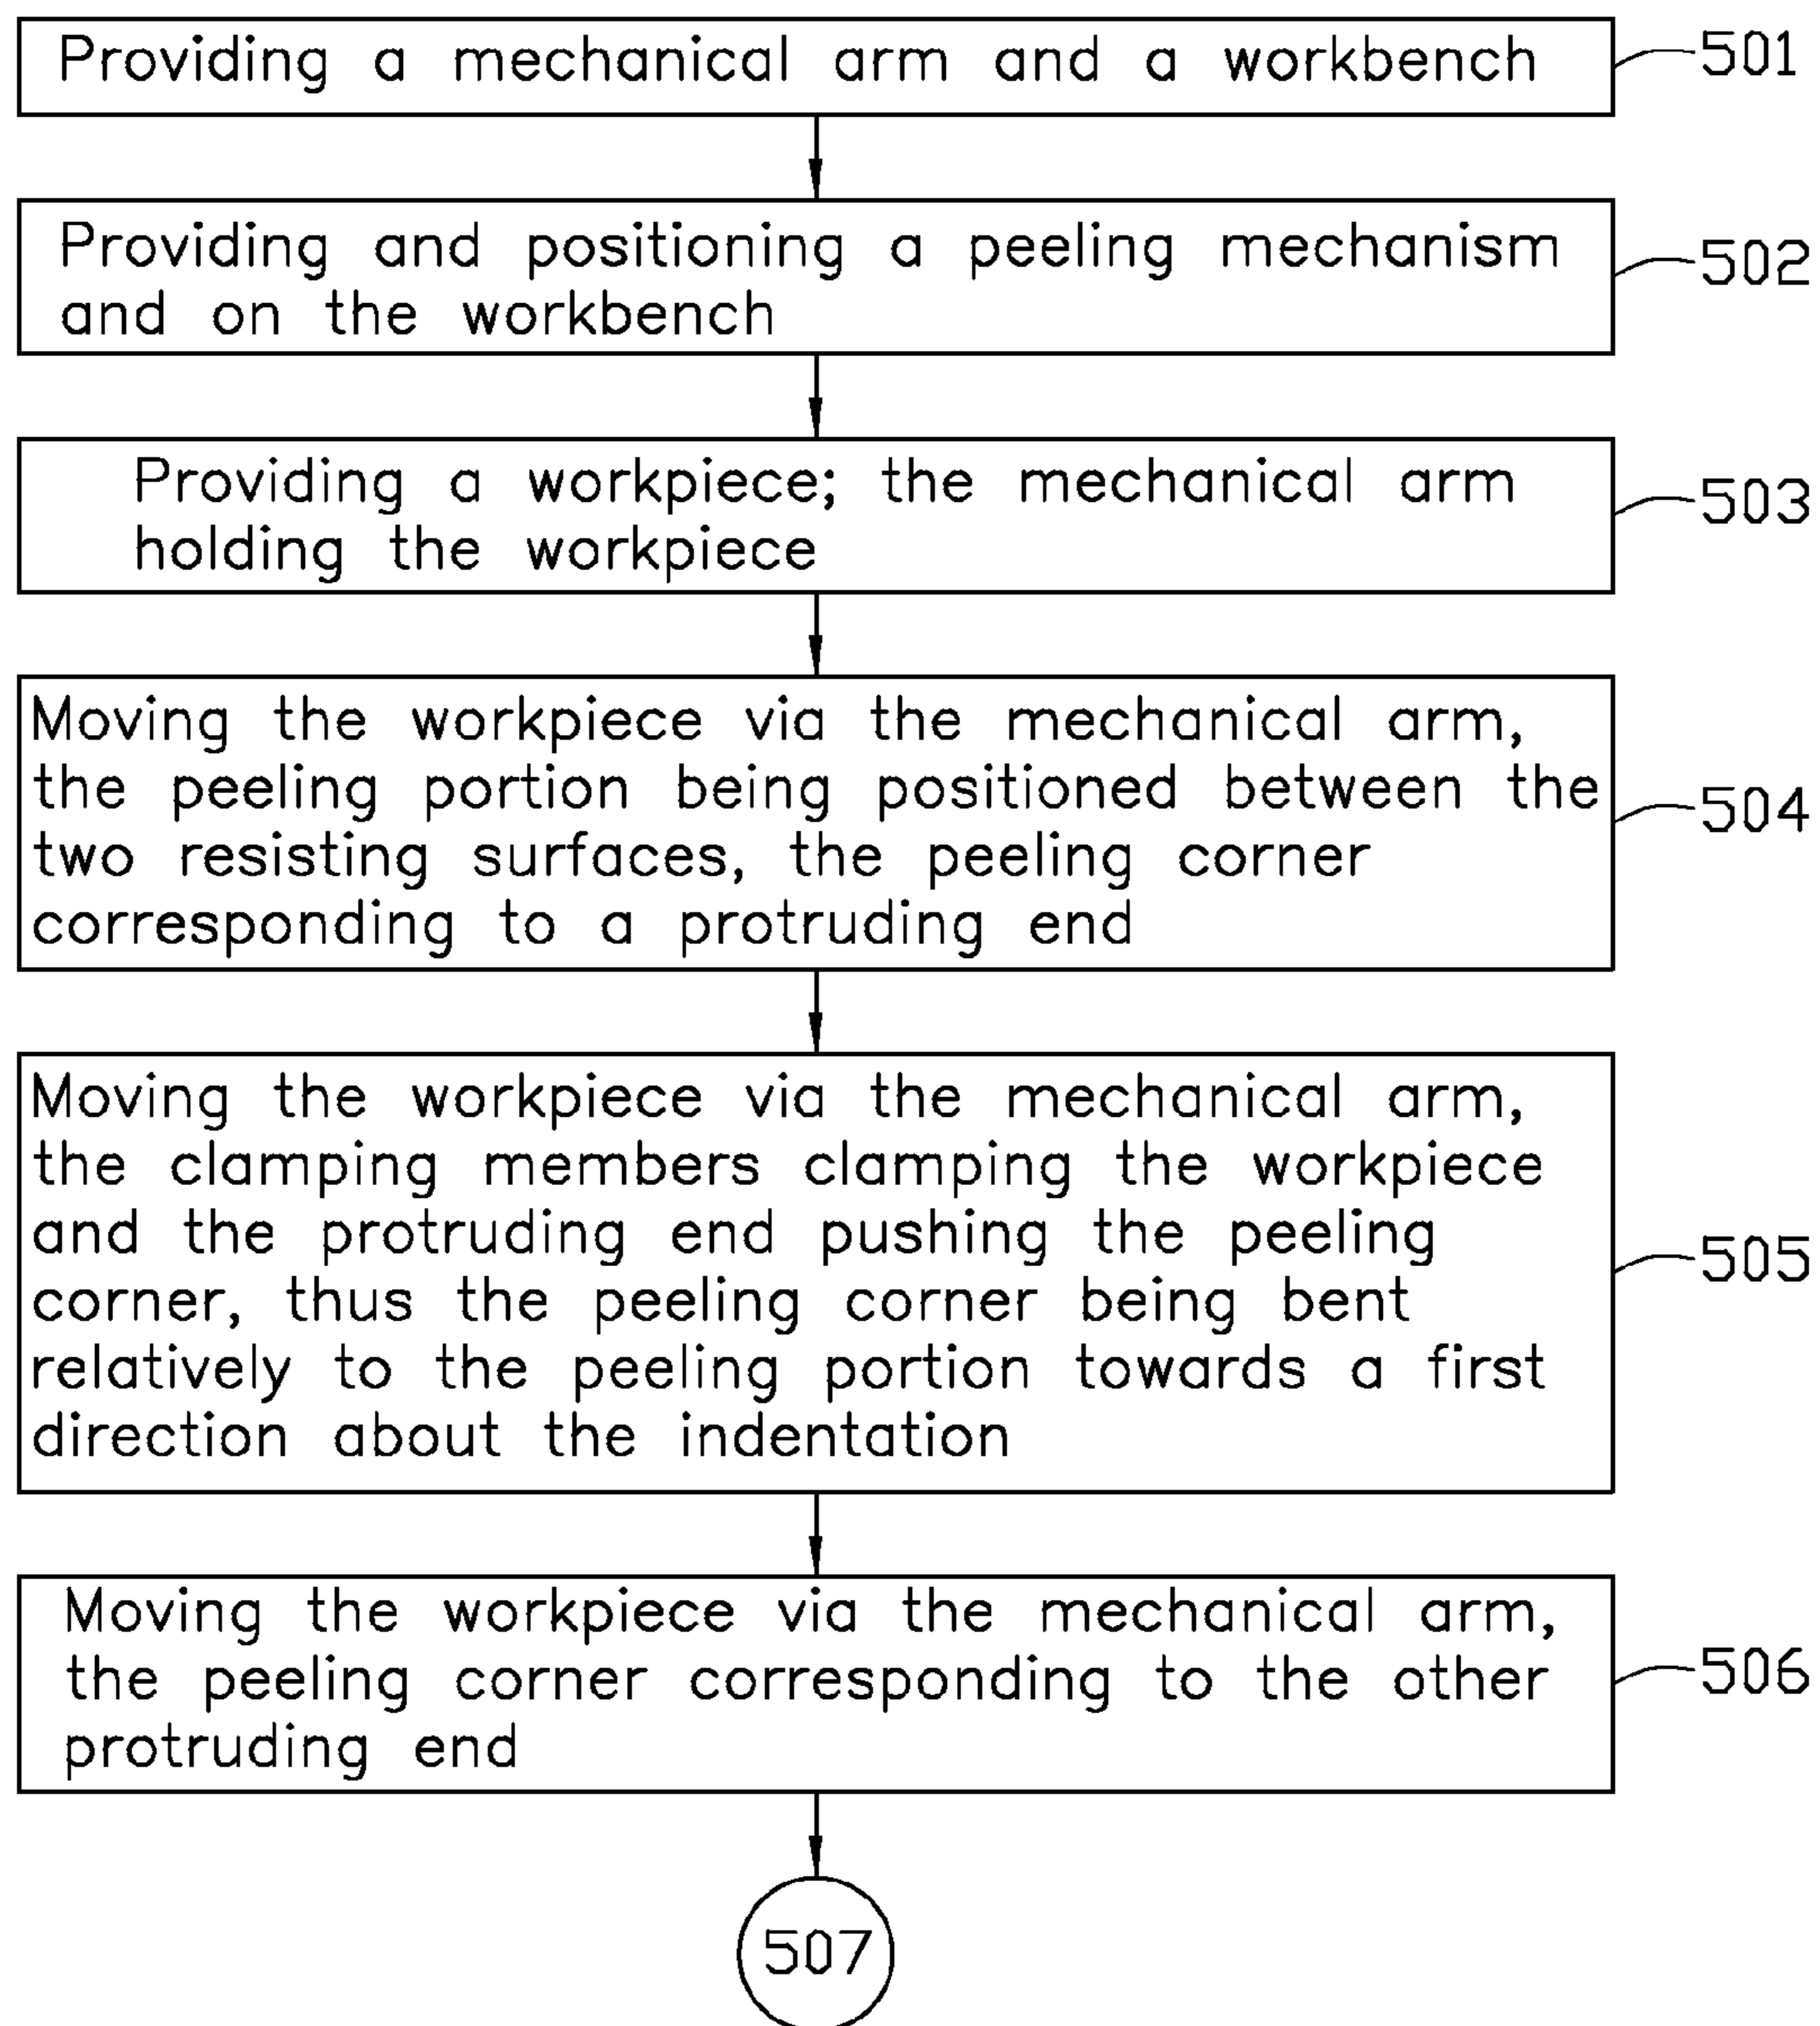 Providing a mechanical arm and a workbench
501
Providing and positioning a peeling mechanism
and on the workbench
502
Providing a workpiece; the mechanical arm
holding the workpiece
503
Moving the workpiece via the mechanical arm,
the peeling portion being positioned between the
two resisting surfaces, the peeling corner
corresponding to a protruding end
504
Moving the workpiece via the mechanical arm,
the clamping members clamping the workpiece
and the protruding end pushing the peeling
corner, thus the peeling corner being bent
relatively to the peeling portion towards a first
direction about the indentation
505
Moving the workpiece via the mechanical arm,
the peeling corner corresponding to the other
protruding end
506
507